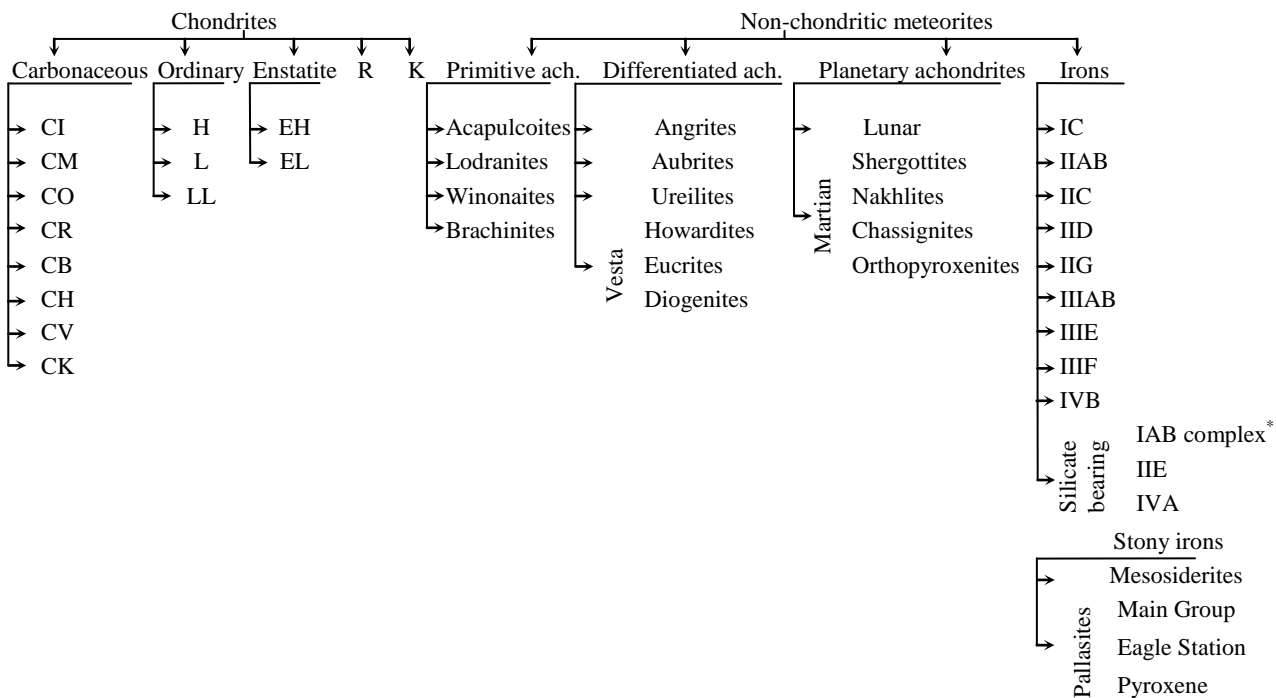 Chondrites Non-chondritic meteorites
Carbonaceous Ordinary Enstatite R K Primitive ach. Differentiated ach. Planetary achondrites Irons
CI H EH Acapulcoites Angrites Lunar IC
CM L EL Lodranites Aubrites Shergottites IIAB
CO LL Winonaites Ureilites Nakhlites IIC
CR Brachinites Howardites Chassignites IID
CB Eucrites Orthopyroxenites IIG
CH Diogenites IIIAB
Vesta
Martian
CV IIIE
CK IIIF
IVB
Silicate
bearing
IAB complex*
IIE
IVA
Stony irons
Mesosiderites
Pallasites
Main Group
Eagle Station
Pyroxene